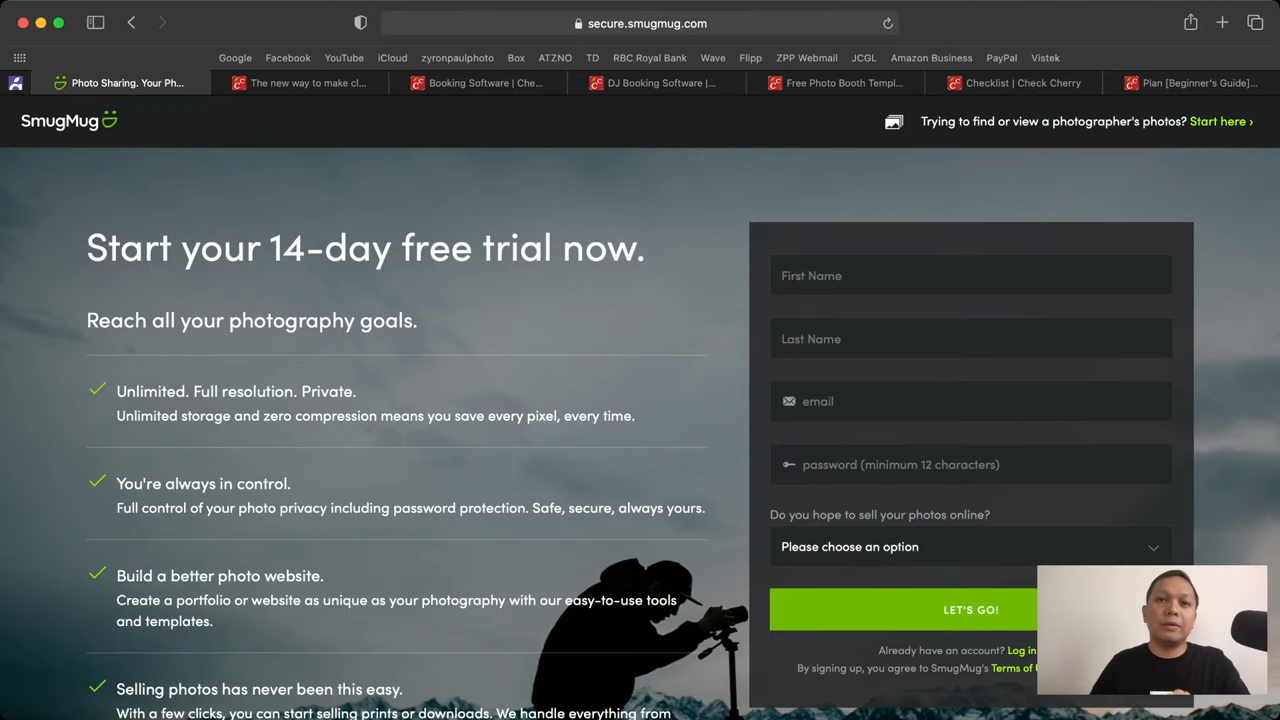 secure.smugmug.com
Google Facebook YouTube iCloud zyronpaulphoto Box ATZNO TD RBC Royal Bank Wave Flipp ZPP Webmail JCGL Amazon Business PayPal Vistek
Photo Sharing. Your Ph... The new way to make cl... Booking Software | Che... DJ Booking Software |... Free Photo Booth Templ... Checklist | Check Cherry Plan [Beginner's Guide]...
SmugMug
Trying to find or view a photographer's photos? Start here ›
Start your 14-day free trial now.
Reach all your photography goals.
Unlimited. Full resolution. Private.
Unlimited storage and zero compression means you save every pixel, every time.
You're always in control.
Full control of your photo privacy including password protection. Safe, secure, always yours.
Build a better photo website.
Create a portfolio or website as unique as your photography with our easy-to-use tools
and templates.
Selling photos has never been this easy.
With a few clicks, you can start selling prints or downloads. We handle everything from
First Name
Last Name
email
password (minimum 12 characters)
Do you hope to sell your photos online?
Please choose an option
LET'S GO!
Already have an account? Log in
By signing up, you agree to SmugMug's Terms of